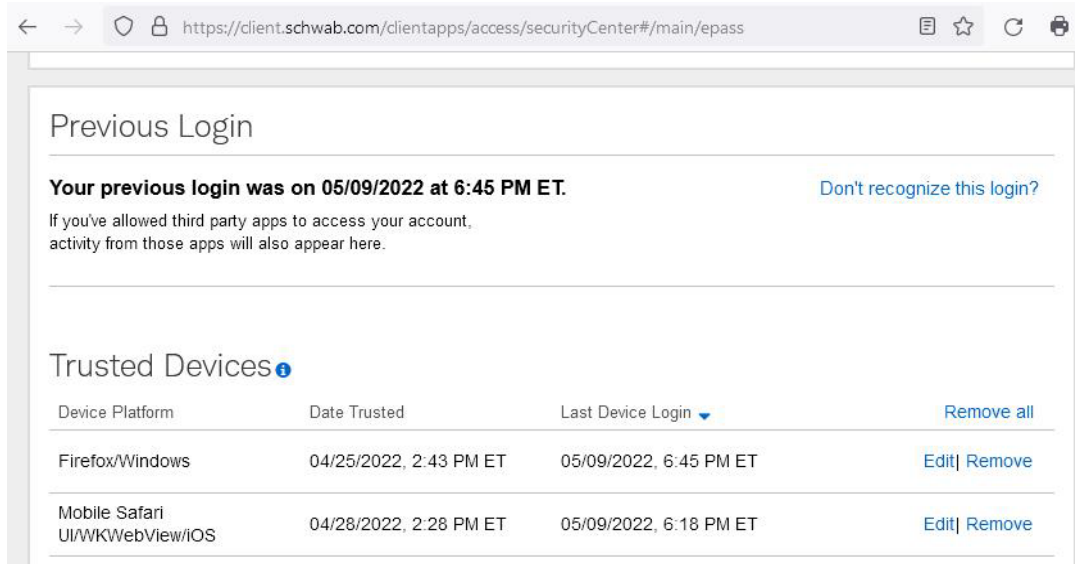 https://client.schwab.com/clientapps/access/securityCenter#/main/epass
Previous Login
Your previous login was on 05/09/2022 at 6:45 PM ET.
Don't recognize this login?
If you've allowed third party apps to access your account,
activity from those apps will also appear here.
Trusted Devices
Device Platform Date Trusted Last Device Login Remove all
Firefox/Windows 04/25/2022, 2:43 PM ET 05/09/2022, 6:45 PM ET Edit| Remove
Mobile Safari
UI/WKWebView/iOS 04/28/2022, 2:28 PM ET 05/09/2022, 6:18 PM ET Edit| Remove